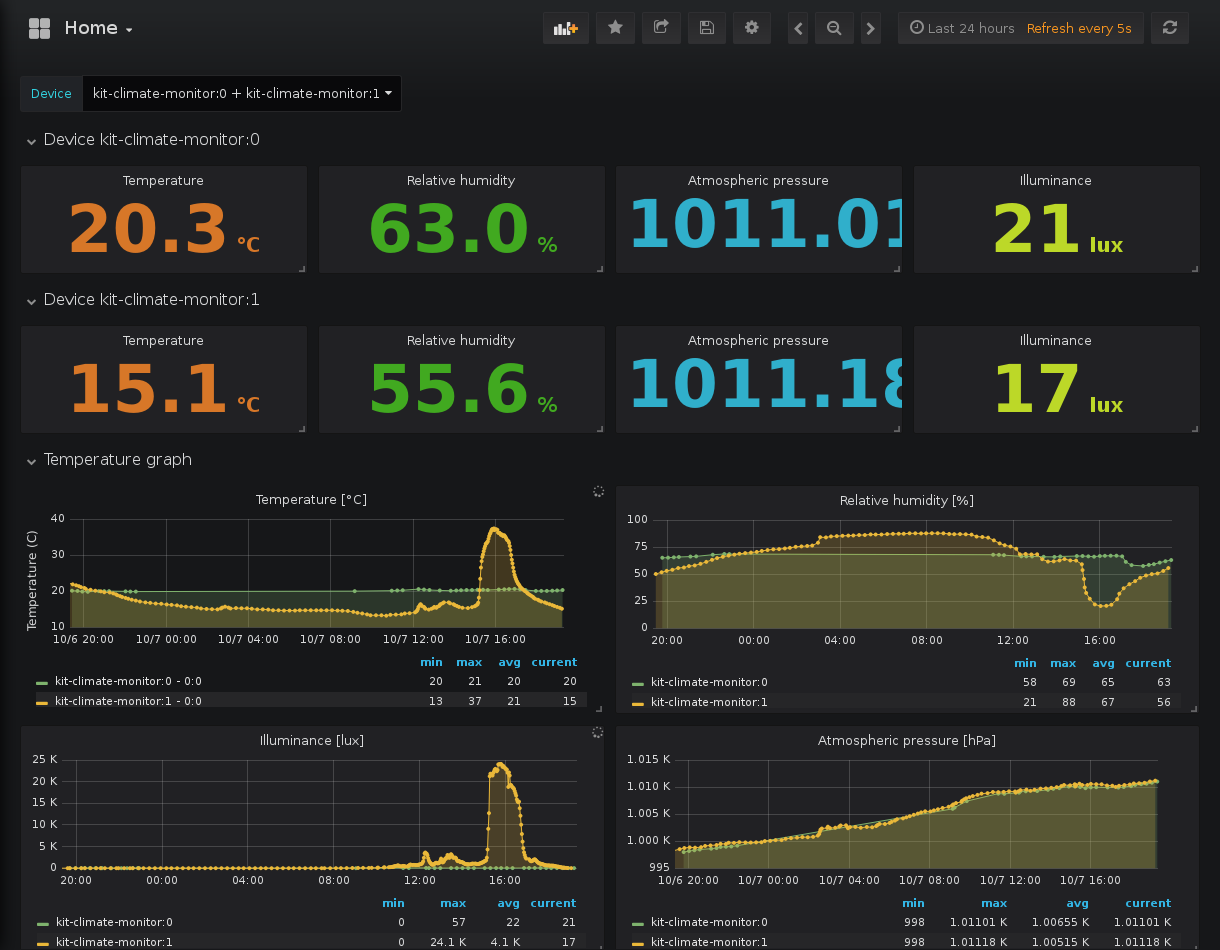 Home
Last 24 hours Refresh every 5s
Device kit-climate-monitor:0 + kit-climate-monitor:1
Device kit-climate-monitor:0
Temperature Relative humidity Atmospheric pressure Illuminance
20.3 °C 63.0 % 1011.01 21 lux
Device kit-climate-monitor:1
Temperature Relative humidity Atmospheric pressure Illuminance
15.1 °C 55.6 % 1011.18 17 lux
Temperature graph
Temperature [°C]
Temperature (C)
40
30
20
10
10/6 20:00 10/7 00:00 10/7 04:00 10/7 08:00 10/7 12:00 10/7 16:00
min max avg current
kit-climate-monitor:0 - 0:0 20 21 20 20
kit-climate-monitor:1 - 0:0 13 37 21 15
Relative humidity [%]
100
75
50
25
0
20:00 00:00 04:00 08:00 12:00 16:00
min max avg current
kit-climate-monitor:0 58 69 65 63
kit-climate-monitor:1 21 88 67 56
Illuminance [lux]
25 K
20 K
15 K
10 K
5 K
0
20:00 00:00 04:00 08:00 12:00 16:00
min max avg current
kit-climate-monitor:0 0 57 22 21
kit-climate-monitor:1 0 24.1 K 4.1 K 17
Atmospheric pressure [hPa]
1.015 K
1.010 K
1.005 K
1.000 K
995
10/6 20:00 10/7 00:00 10/7 04:00 10/7 08:00 10/7 12:00 10/7 16:00
min max avg current
kit-climate-monitor:0 998 1.01101 K 1.00655 K 1.01101 K
kit-climate-monitor:1 998 1.01118 K 1.00515 K 1.01118 K